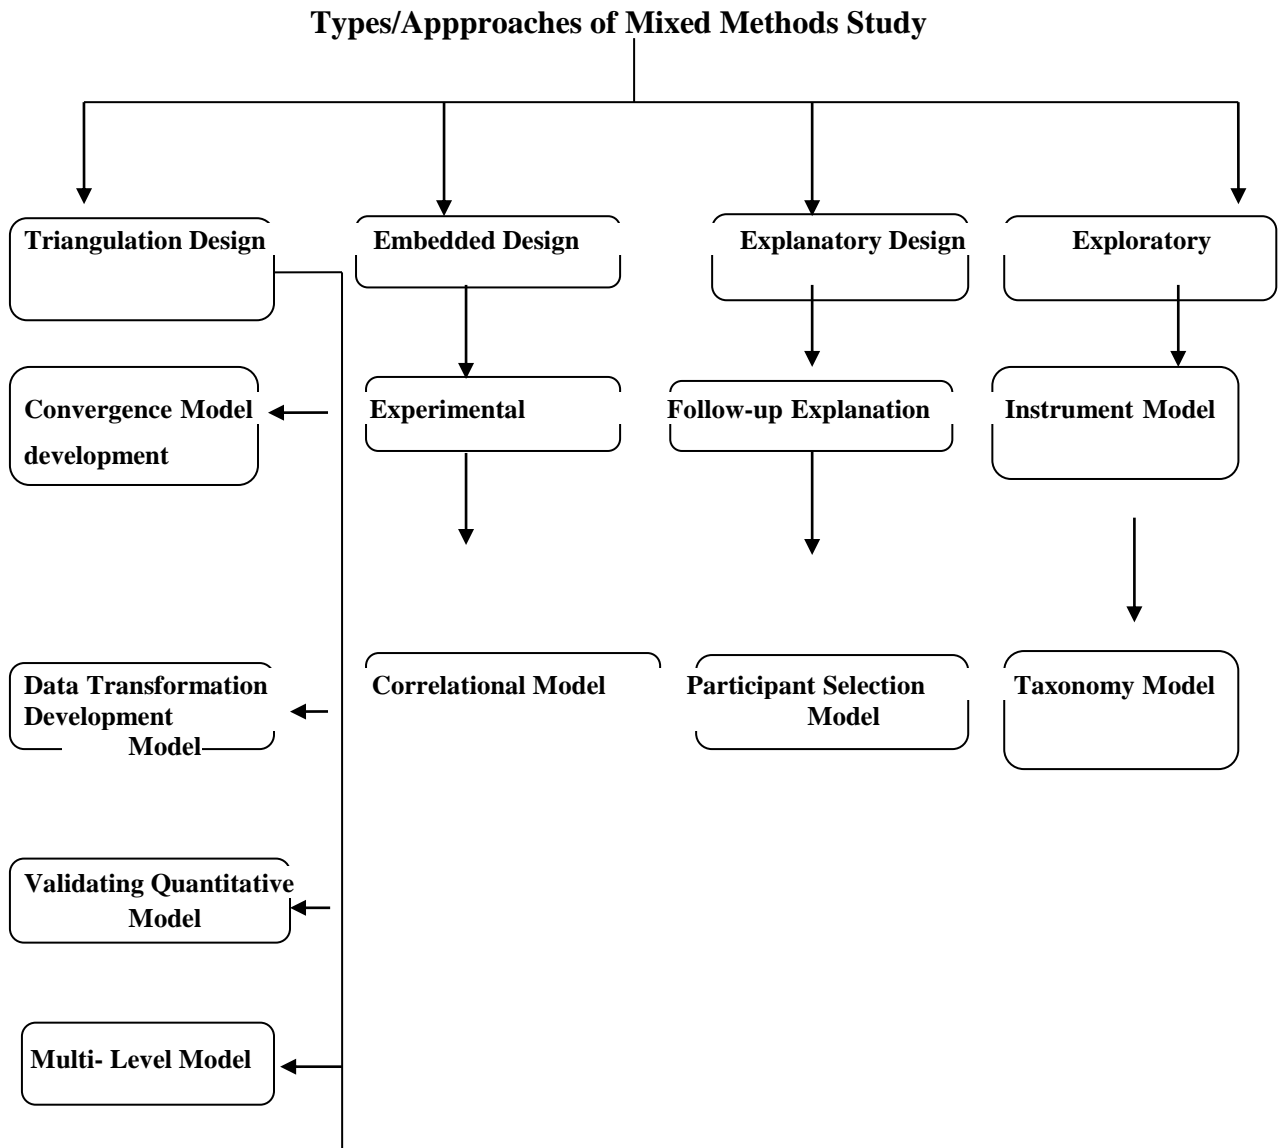 Types/Appproaches of Mixed Methods Study
Triangulation Design
Embedded Design
Explanatory Design
Exploratory
Convergence Model
development
Experimental
Follow-up Explanation
Instrument Model
Data Transformation
Development
Model
Correlational Model
Participant Selection
Model
Taxonomy Model
Validating Quantitative
Model
Multi- Level Model